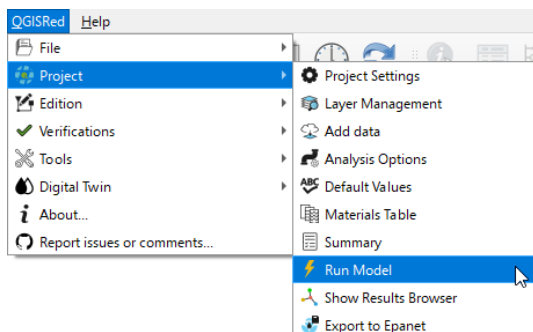 QGISRed Help
File
Project
Edition
Verifications
Tools
Digital Twin
About...
Report issues or comments...
Project Settings
Layer Management
Add data
Analysis Options
ABC Default Values
Materials Table
Summary
Run Model
Show Results Browser
Export to Epanet